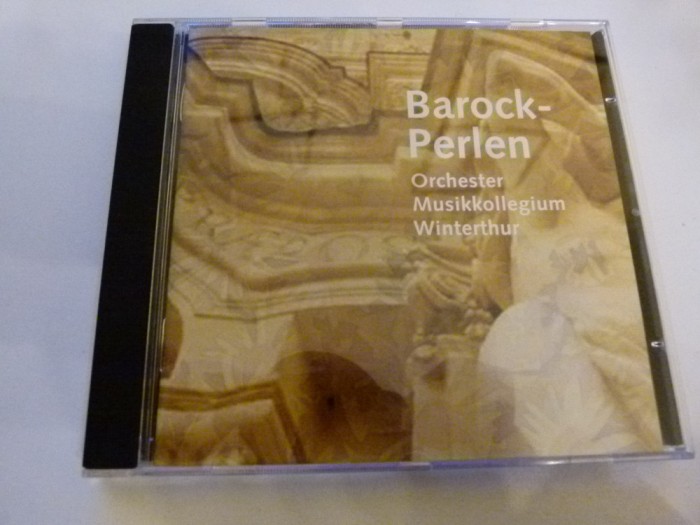 Barock-
Perlen
Orchester
Musikkollegium
Winterthur